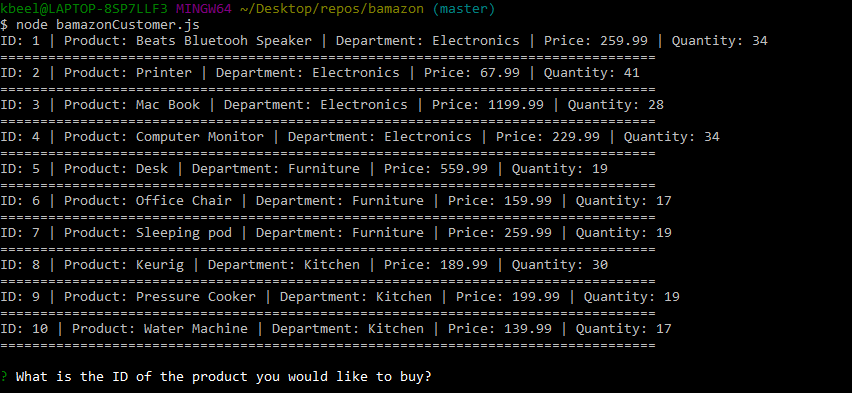 kbeel@LAPTOP-8SP7LLF3 MINGW64 ~/Desktop/repos/bamazon (master)
$ node bamazonCustomer.js
ID: 1 | Product: Beats Bluetooh Speaker | Department: Electronics | Price: 259.99 | Quantity: 34
==================================================================================
ID: 2 | Product: Printer | Department: Electronics | Price: 67.99 | Quantity: 41
==================================================================================
ID: 3 | Product: Mac Book | Department: Electronics | Price: 1199.99 | Quantity: 28
==================================================================================
ID: 4 | Product: Computer Monitor | Department: Electronics | Price: 229.99 | Quantity: 34
==================================================================================
ID: 5 | Product: Desk | Department: Furniture | Price: 559.99 | Quantity: 19
==================================================================================
ID: 6 | Product: Office Chair | Department: Furniture | Price: 159.99 | Quantity: 17
==================================================================================
ID: 7 | Product: Sleeping pod | Department: Furniture | Price: 259.99 | Quantity: 19
==================================================================================
ID: 8 | Product: Keurig | Department: Kitchen | Price: 189.99 | Quantity: 30
==================================================================================
ID: 9 | Product: Pressure Cooker | Department: Kitchen | Price: 199.99 | Quantity: 19
==================================================================================
ID: 10 | Product: Water Machine | Department: Kitchen | Price: 139.99 | Quantity: 17
==================================================================================
? What is the ID of the product you would like to buy?